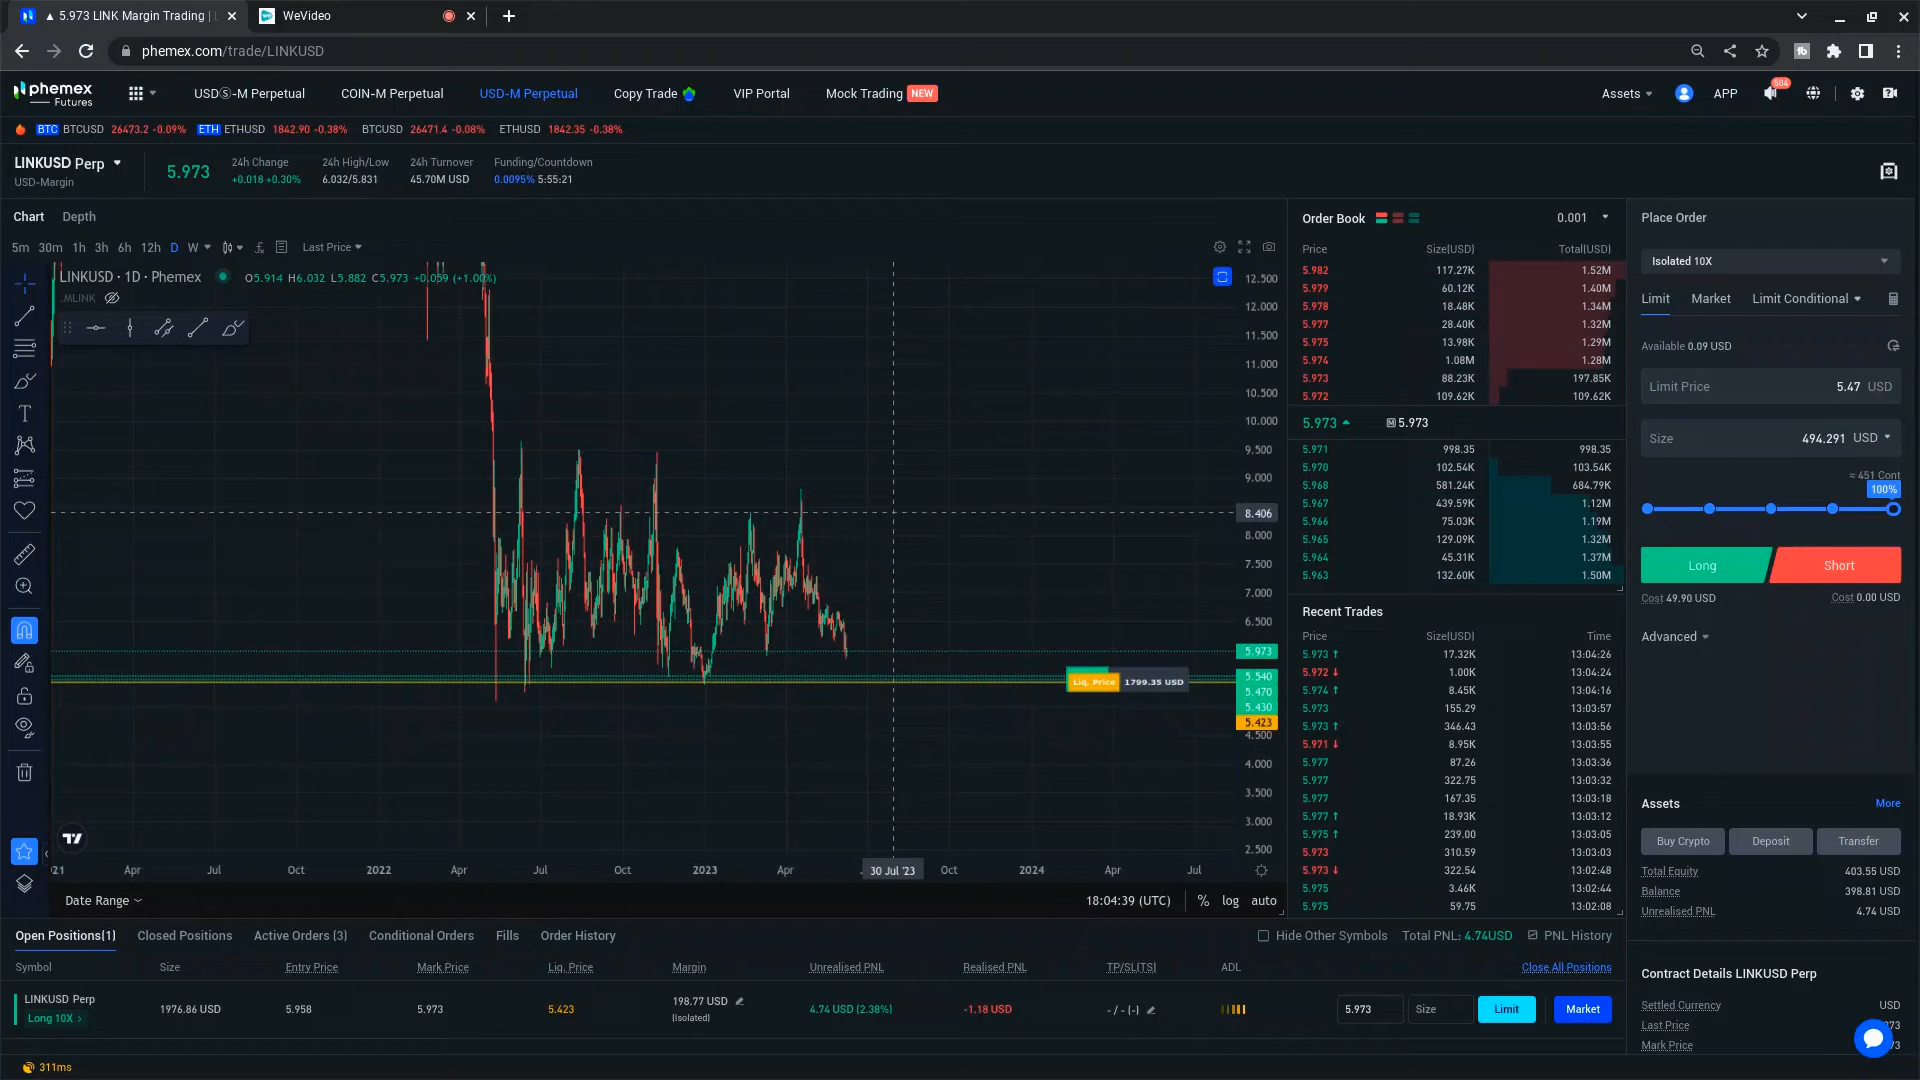 ▲ 5.973 LINK Margin Trading | L
WeVideo
phemex.com/trade/LINKUSD
phemex
Futures
USDⓈ-M Perpetual
COIN-M Perpetual
USD-M Perpetual
Copy Trade
VIP Portal
Mock Trading NEW
Assets
APP
504
BTC BTCUSD 26473.2 -0.09% ETH ETHUSD 1842.90 -0.38% BTCUSD 26471.4 -0.08% ETHUSD 1842.35 -0.38%
LINKUSD Perp
USD-Margin
5.973
24h Change
+0.018 +0.30%
24h High/Low
6.032/5.831
24h Turnover
45.70M USD
Funding/Countdown
0.0095% 5:55:21
Chart Depth
5m 30m 1h 3h 6h 12h D W Last Price
LINKUSD · 1D · Phemex O5.914 H6.032 L5.882 C5.973 +0.059 (+1.00%)
.MLINK
12.500
12.000
11.500
11.000
10.500
10.000
9.500
9.000
8.406
8.000
7.500
7.000
6.500
5.973
5.540
5.470
5.430
5.423
4.500
4.000
3.500
3.000
2.500
Liq. Price 1799.35 USD
Apr Jul Oct 2022 Apr Jul Oct 2023 Apr 30 Jul '23 Oct 2024 Apr Jul
Date Range
18:04:39 (UTC) % log auto
Order Book 0.001
Price Size(USD) Total(USD)
5.982 117.27K 1.52M
5.979 60.12K 1.40M
5.978 18.48K 1.34M
5.977 28.40K 1.32M
5.975 13.98K 1.29M
5.974 1.08M 1.28M
5.973 88.23K 197.85K
5.972 109.62K 109.62K
5.973 M 5.973
5.971 998.35 998.35
5.970 102.54K 103.54K
5.968 581.24K 684.79K
5.967 439.59K 1.12M
5.966 75.03K 1.19M
5.965 129.09K 1.32M
5.964 45.31K 1.37M
5.963 132.60K 1.50M
Recent Trades
Price Size(USD) Time
5.973 ↑ 17.32K 13:04:26
5.972 ↓ 1.00K 13:04:24
5.974 ↑ 8.45K 13:04:16
5.973 155.29 13:03:57
5.973 ↑ 346.43 13:03:56
5.971 ↓ 8.95K 13:03:55
5.977 87.26 13:03:36
5.977 322.75 13:03:32
5.977 167.35 13:03:18
5.977 ↑ 18.93K 13:03:12
5.975 ↑ 239.00 13:03:05
5.973 310.59 13:03:03
5.973 ↓ 322.54 13:02:48
5.975 3.46K 13:02:44
5.975 59.75 13:02:08
Place Order
Isolated 10X
Limit Market Limit Conditional
Available 0.09 USD
Limit Price 5.47 USD
Size 494.291 USD
≈ 451 Cont
100%
Long Short
Cost 49.90 USD Cost 0.00 USD
Advanced
Assets More
Buy Crypto Deposit Transfer
Total Equity 403.55 USD
Balance 398.81 USD
Unrealised PNL 4.74 USD
Contract Details LINKUSD Perp
Settled Currency USD
Last Price 73
Mark Price 73
Open Positions(1) Closed Positions Active Orders (3) Conditional Orders Fills Order History
Hide Other Symbols Total PNL: 4.74USD PNL History
Symbol Size Entry Price Mark Price Liq. Price Margin Unrealised PNL Realised PNL TP/SL(TS) ADL Close All Positions
LINKUSD Perp
Long 10X >
1976.86 USD 5.958 5.973 5.423
198.77 USD
(Isolated)
4.74 USD (2.38%) -1.18 USD -/-(-)
5.973 Size Limit Market
311ms